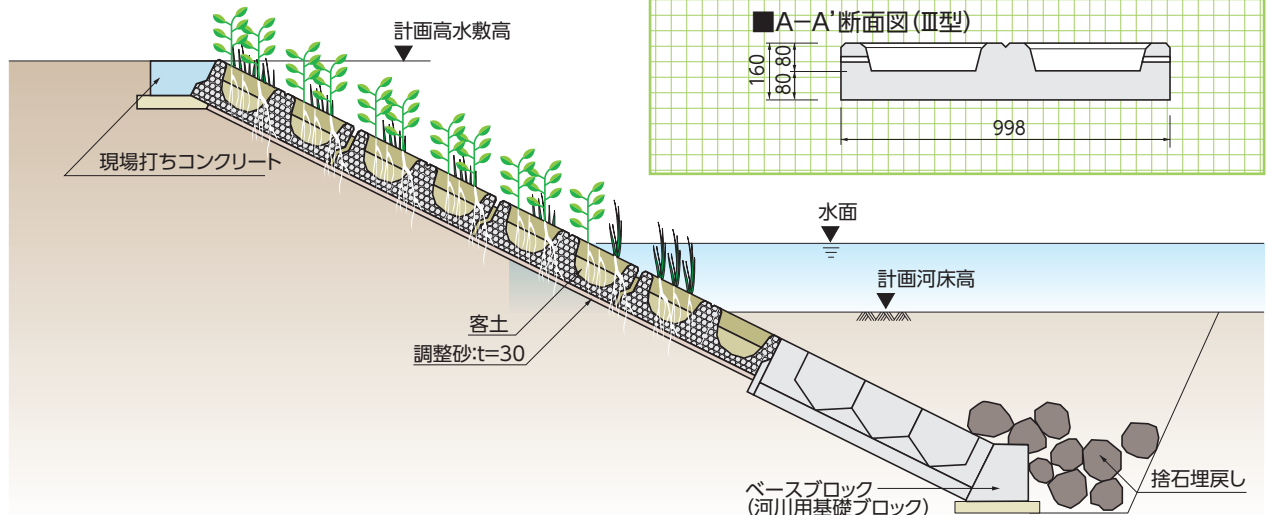 計画高水敷高
現場打ちコンクリート
■A−A’断面図(Ⅲ型)
160
80
80
998
水面
計画河床高
客土
調整砂:t=30
ベースブロック
(河川用基礎ブロック)
捨石埋戻し